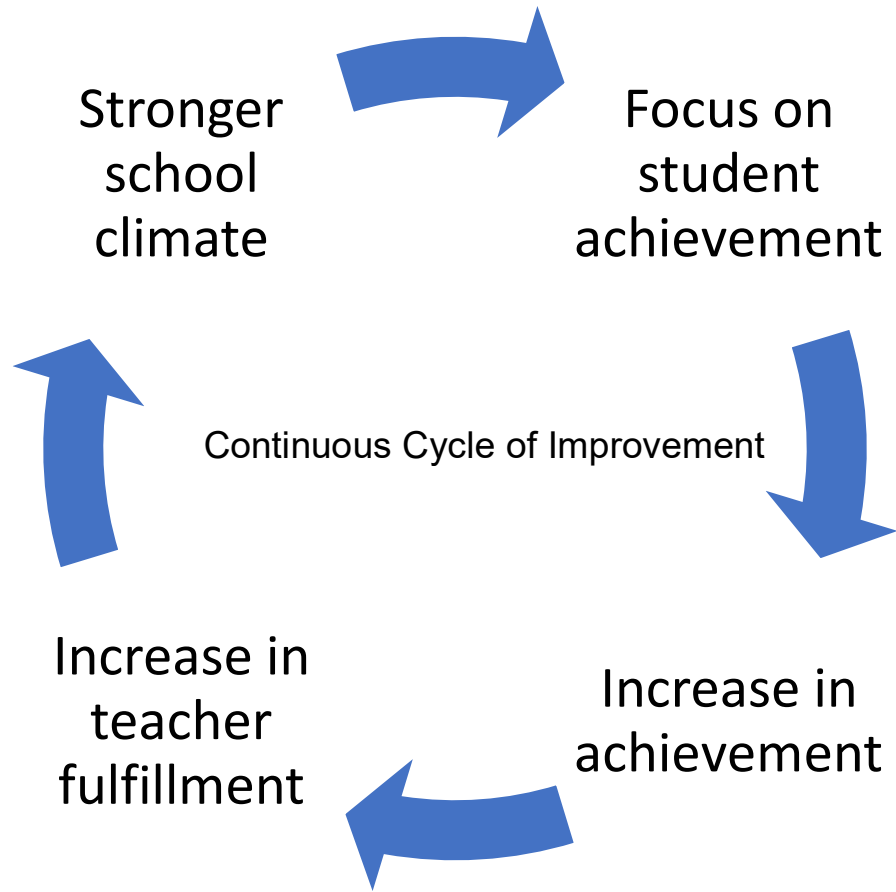 Stronger
school
climate
Focus on
student
achievement
Continuous Cycle of Improvement
Increase in
teacher
fulfillment
Increase in
achievement